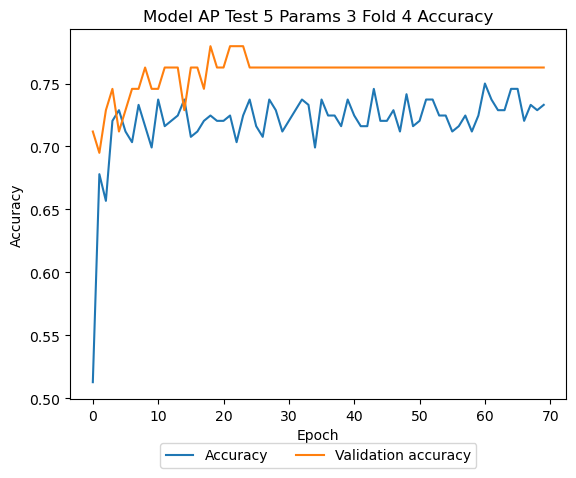 Model AP Test 5 Params 3 Fold 4 Accuracy
Accuracy
0.75
0.70
0.65
0.60
0.55
0.50
0 10 20 30 40 50 60 70
Epoch
Accuracy Validation accuracy